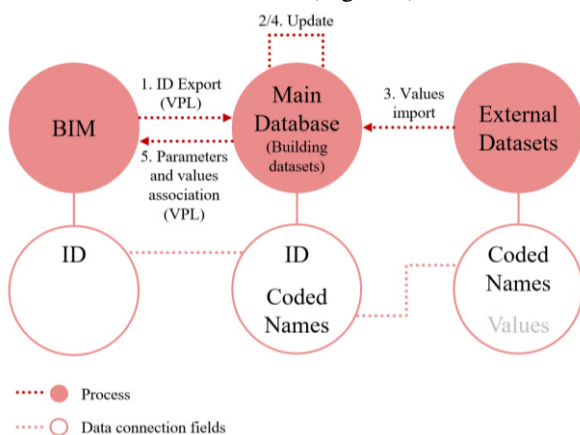 2/4. Update
1. ID Export
(VPL)
BIM
Main
Database
(Building
datasets)
3. Values
import
External
Datasets
5. Parameters
and values
association
(VPL)
ID
ID
Coded
Names
Coded
Names
Values
Process
Data connection fields